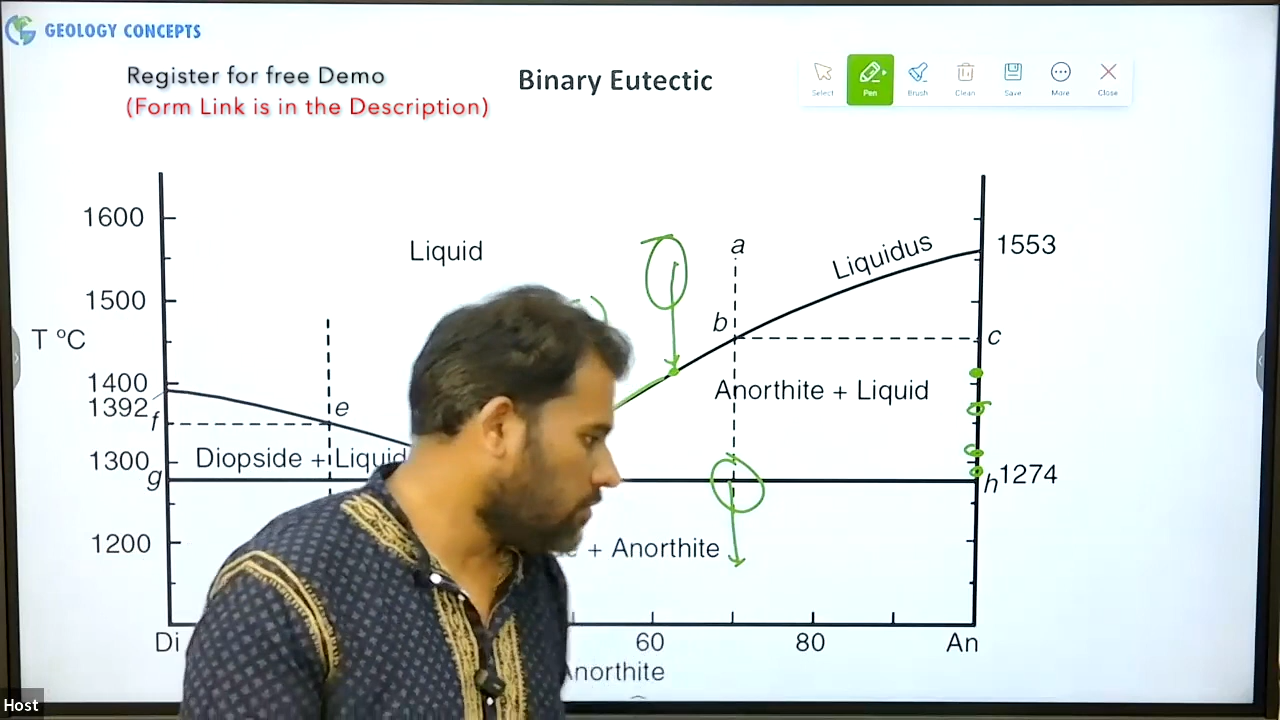 GEOLOGY CONCEPTS
Register for free Demo
(Form Link is in the Description)
Binary Eutectic
Select
Pen
Brush
Clean
Save
More
Close
1600
1500
T ºC
1400
1392
f
1300
g
1200
Liquid
a
Liquidus
1553
b
c
Anorthite + Liquid
e
Diopside + Liquid
h
1274
+ Anorthite
Di
60
80
An
Anorthite
Host